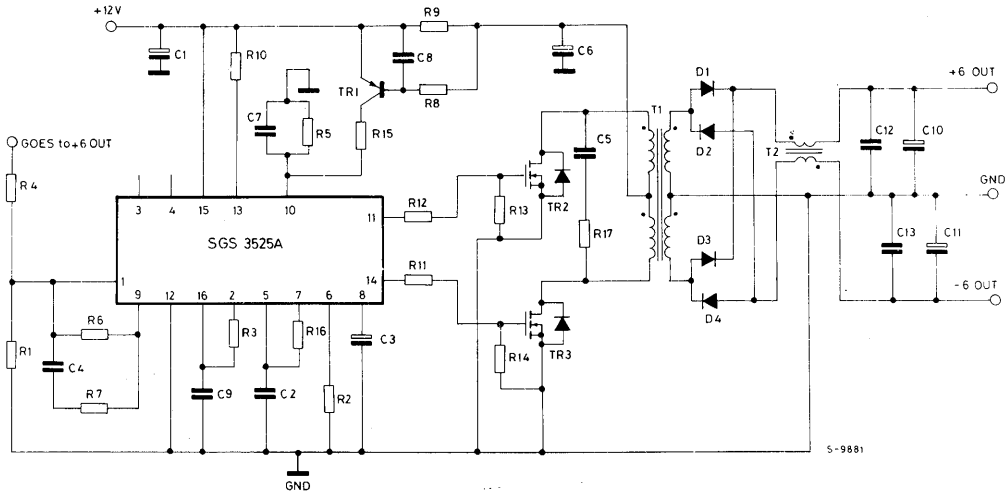 +12V
R9
C1
R10
C8
C6
TR1
R8
D1
+6 OUT
T1
C7
R5
R15
C5
D2
T2
C12
C10
GOES to +6 OUT
R4
TR2
3 4 15 13 10
R12
R13
GND
11
SGS 3525A
R17
D3
C13
C11
R11
14
1
9 12 16 2 5 7 6 8
-6 OUT
D4
R6
R3
R16
C3
R1
C4
R14
TR3
R7
C9
C2
R2
S-9881
GND